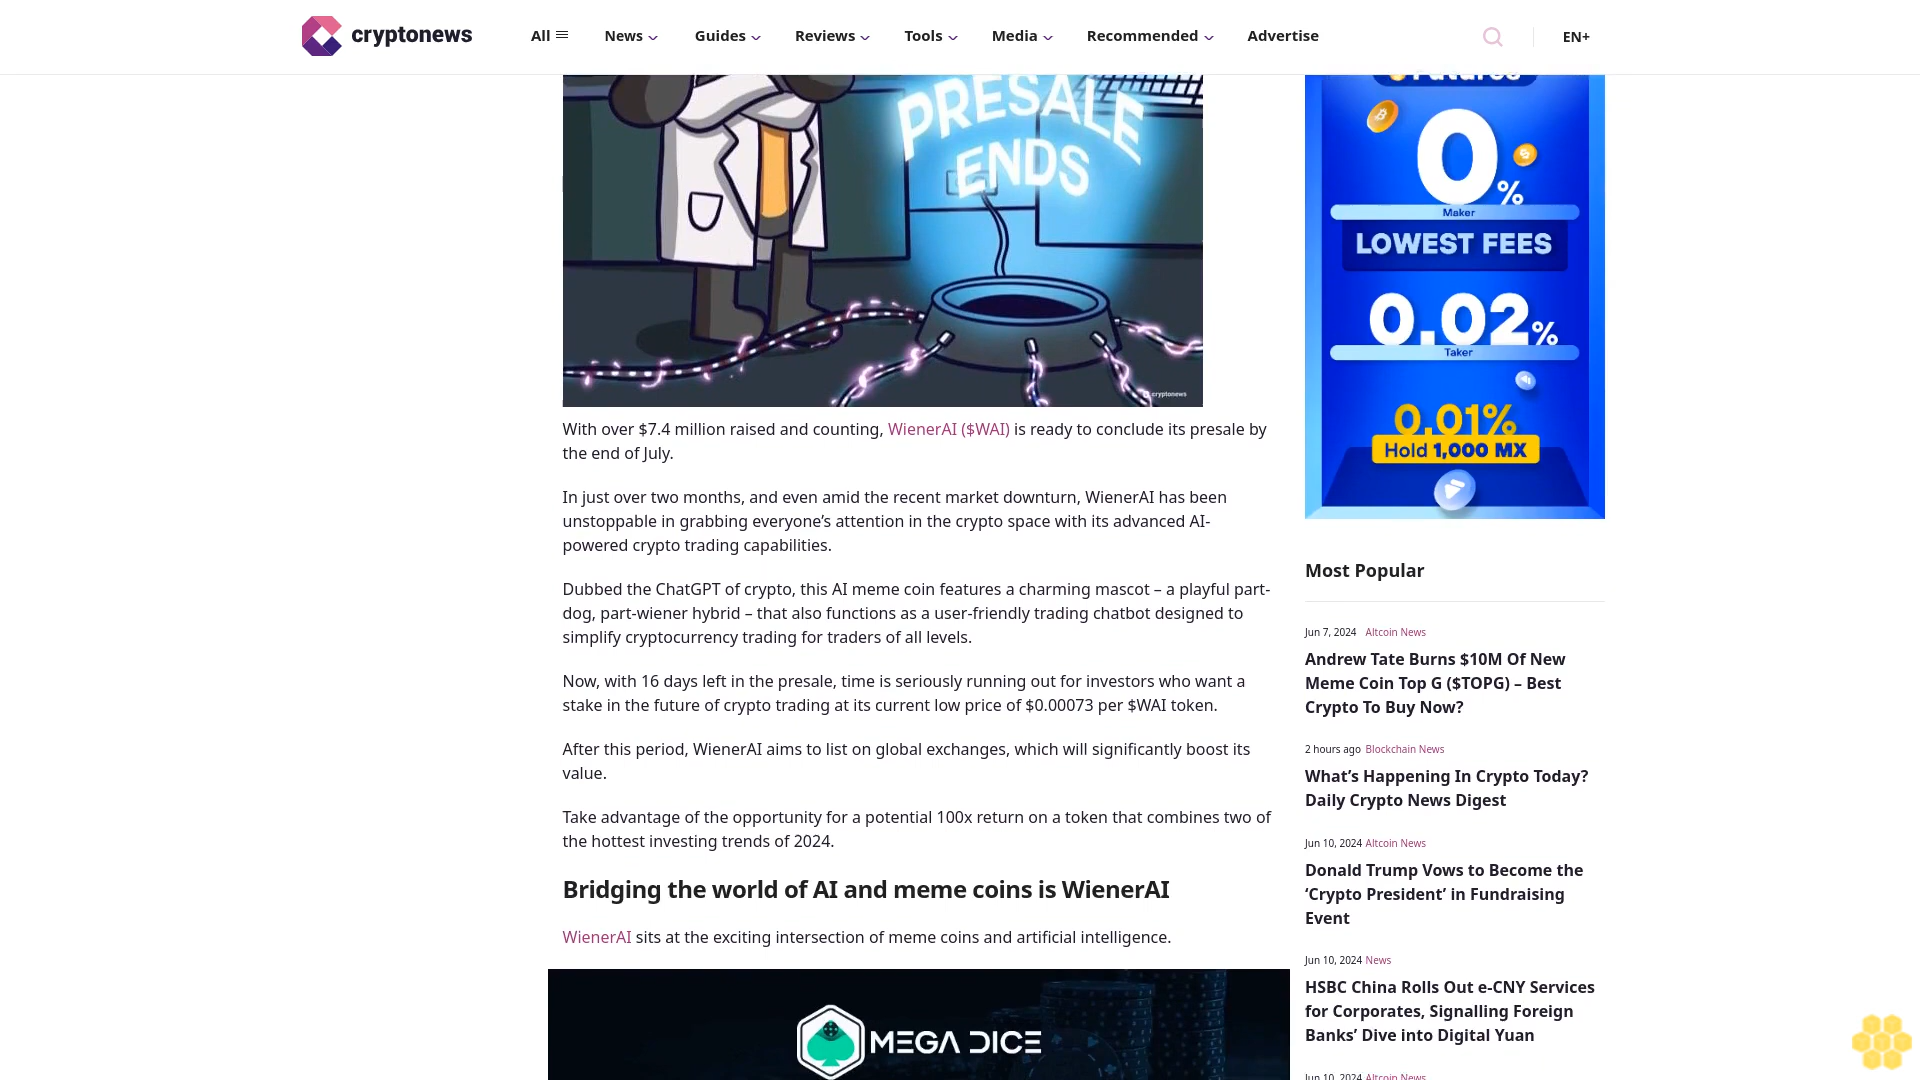 cryptonews
All
News
Guides
Reviews
Tools
Media
Recommended
Advertise
EN+
PRESALE
ENDS
cryptonews
With over $7.4 million raised and counting, WienerAI ($WAI) is ready to conclude its presale by
the end of July.
In just over two months, and even amid the recent market downturn, WienerAI has been
unstoppable in grabbing everyone’s attention in the crypto space with its advanced AI-
powered crypto trading capabilities.
Dubbed the ChatGPT of crypto, this AI meme coin features a charming mascot – a playful part-
dog, part-wiener hybrid – that also functions as a user-friendly trading chatbot designed to
simplify cryptocurrency trading for traders of all levels.
Now, with 16 days left in the presale, time is seriously running out for investors who want a
stake in the future of crypto trading at its current low price of $0.00073 per $WAI token.
After this period, WienerAI aims to list on global exchanges, which will significantly boost its
value.
Take advantage of the opportunity for a potential 100x return on a token that combines two of
the hottest investing trends of 2024.
Bridging the world of AI and meme coins is WienerAI
WienerAI sits at the exciting intersection of meme coins and artificial intelligence.
MEGA DICE
Futures
0%
Maker
LOWEST FEES
0.02%
Taker
0.01%
Hold 1,000 MX
Most Popular
Jun 7, 2024 Altcoin News
Andrew Tate Burns $10M Of New
Meme Coin Top G ($TOPG) – Best
Crypto To Buy Now?
2 hours ago Blockchain News
What’s Happening In Crypto Today?
Daily Crypto News Digest
Jun 10, 2024 Altcoin News
Donald Trump Vows to Become the
‘Crypto President’ in Fundraising
Event
Jun 10, 2024 News
HSBC China Rolls Out e-CNY Services
for Corporates, Signalling Foreign
Banks’ Dive into Digital Yuan
Jun 10, 2024 Altcoin News